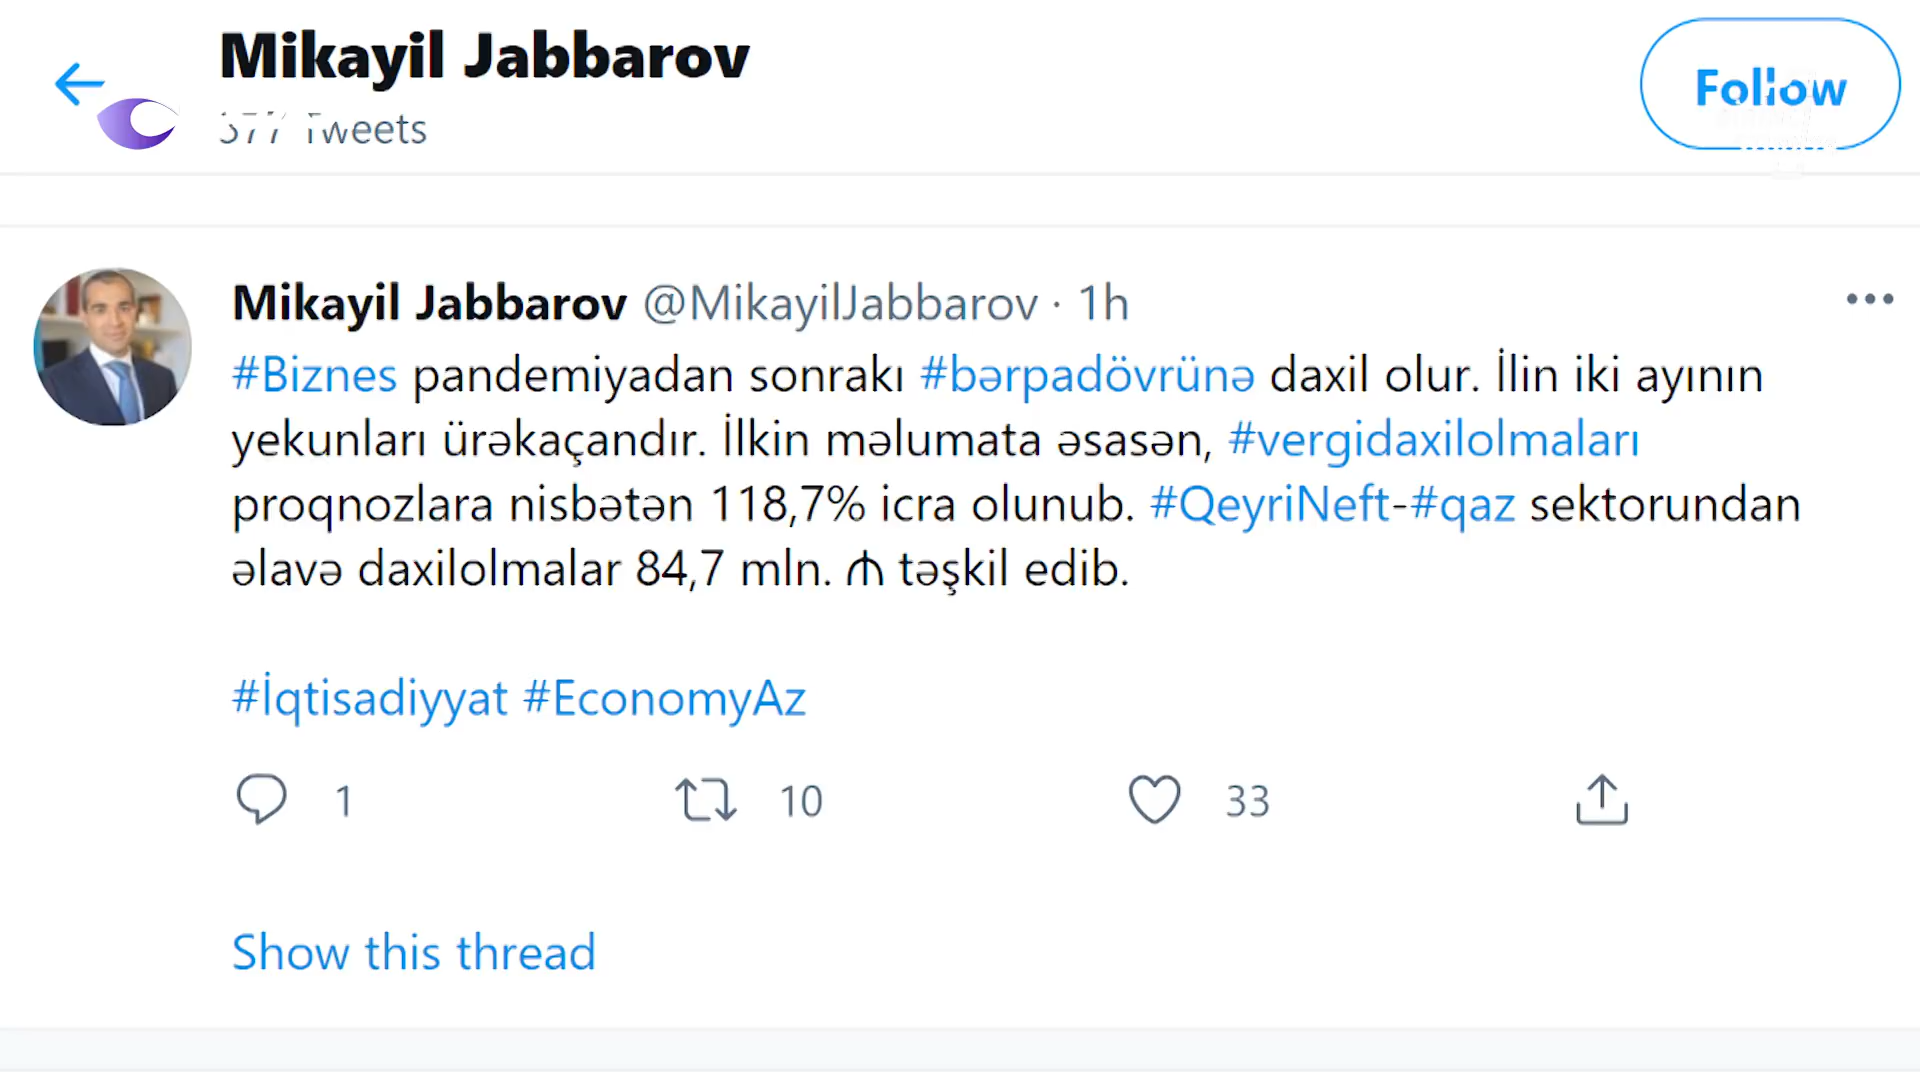 Mikayil Jabbarov
Tweets
Follow
Mikayil Jabbarov @MikayilJabbarov · 1h
#Biznes pandemiyadan sonrakı #bərpadövrünə daxil olur. İlin iki ayının
yekunları ürəkaçandır. İlkin məlumata əsasən, #vergidaxilolmaları
proqnozlara nisbətən 118,7% icra olunub. #QeyriNeft-#qaz sektorundan
əlavə daxilolmalar 84,7 mln. ₼ təşkil edib.
#İqtisadiyyat #EconomyAz
1 10 33
Show this thread